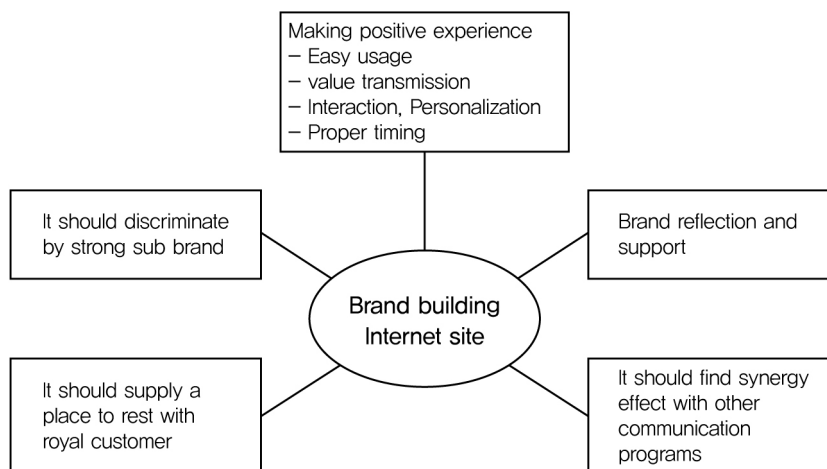 Making positive experience
– Easy usage
– value transmission
– Interaction, Personalization
– Proper timing
It should discriminate
by strong sub brand
Brand reflection and
support
Brand building
Internet site
It should supply a
place to rest with
royal customer
It should find synergy
effect with other
communication
programs